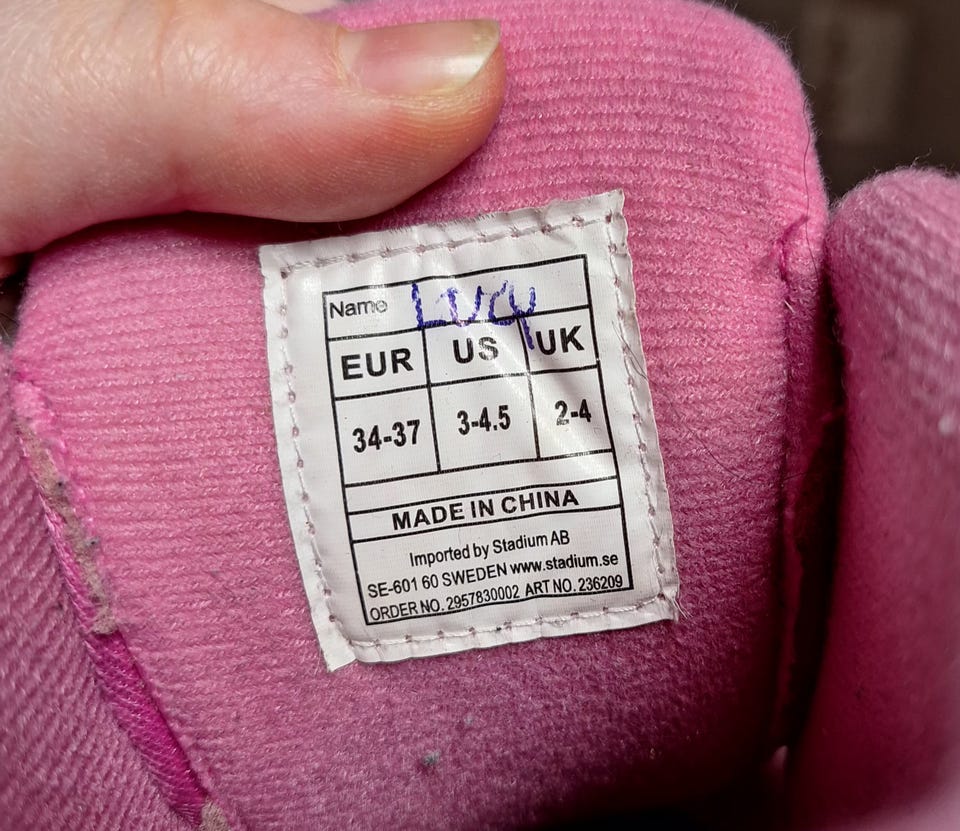 Name Lucy
EUR US UK
34-37 3-4.5 2-4
MADE IN CHINA
Imported by Stadium AB
SE-601 60 SWEDEN www.stadium.se
ORDER NO. 2957830002 ART NO. 236209